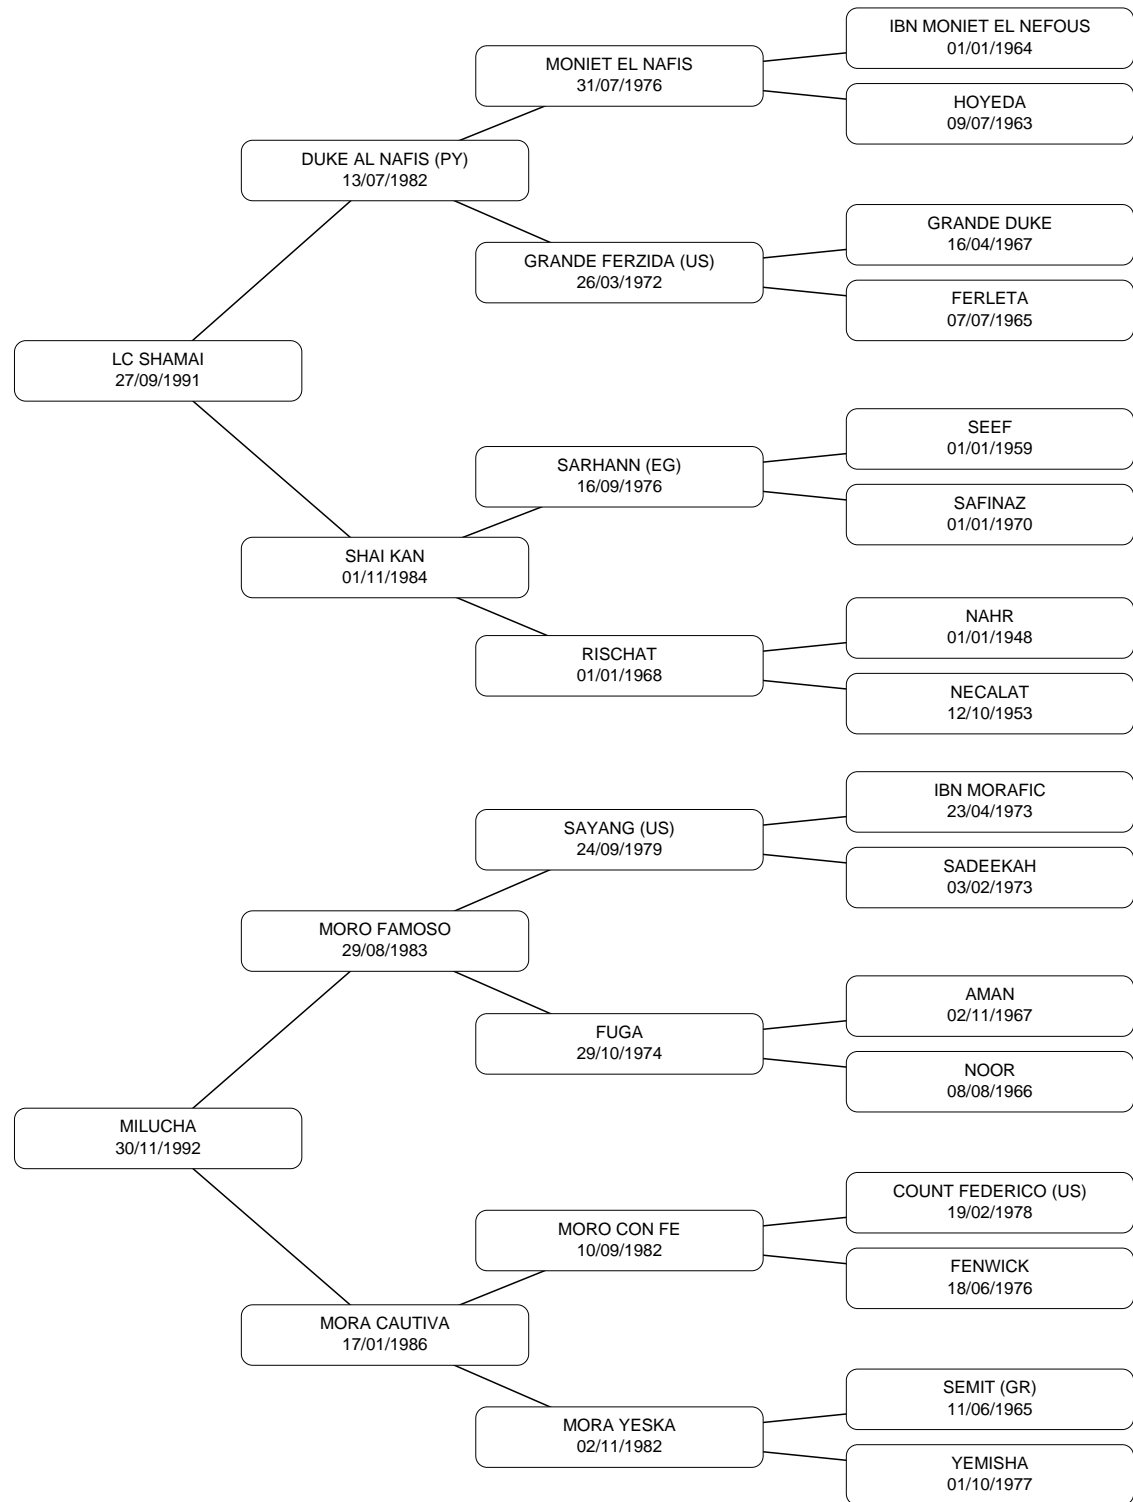 IBN MONIET EL NEFOUS
01/01/1964
MONIET EL NAFIS
31/07/1976
HOYEDA
09/07/1963
DUKE AL NAFIS (PY)
13/07/1982
GRANDE DUKE
16/04/1967
GRANDE FERZIDA (US)
26/03/1972
FERLETA
07/07/1965
LC SHAMAI
27/09/1991
SEEF
01/01/1959
SARHANN (EG)
16/09/1976
SAFINAZ
01/01/1970
SHAI KAN
01/11/1984
NAHR
01/01/1948
RISCHAT
01/01/1968
NECALAT
12/10/1953
IBN MORAFIC
23/04/1973
SAYANG (US)
24/09/1979
SADEEKAH
03/02/1973
MORO FAMOSO
29/08/1983
AMAN
02/11/1967
FUGA
29/10/1974
NOOR
08/08/1966
MILUCHA
30/11/1992
COUNT FEDERICO (US)
19/02/1978
MORO CON FE
10/09/1982
FENWICK
18/06/1976
MORA CAUTIVA
17/01/1986
SEMIT (GR)
11/06/1965
MORA YESKA
02/11/1982
YEMISHA
01/10/1977